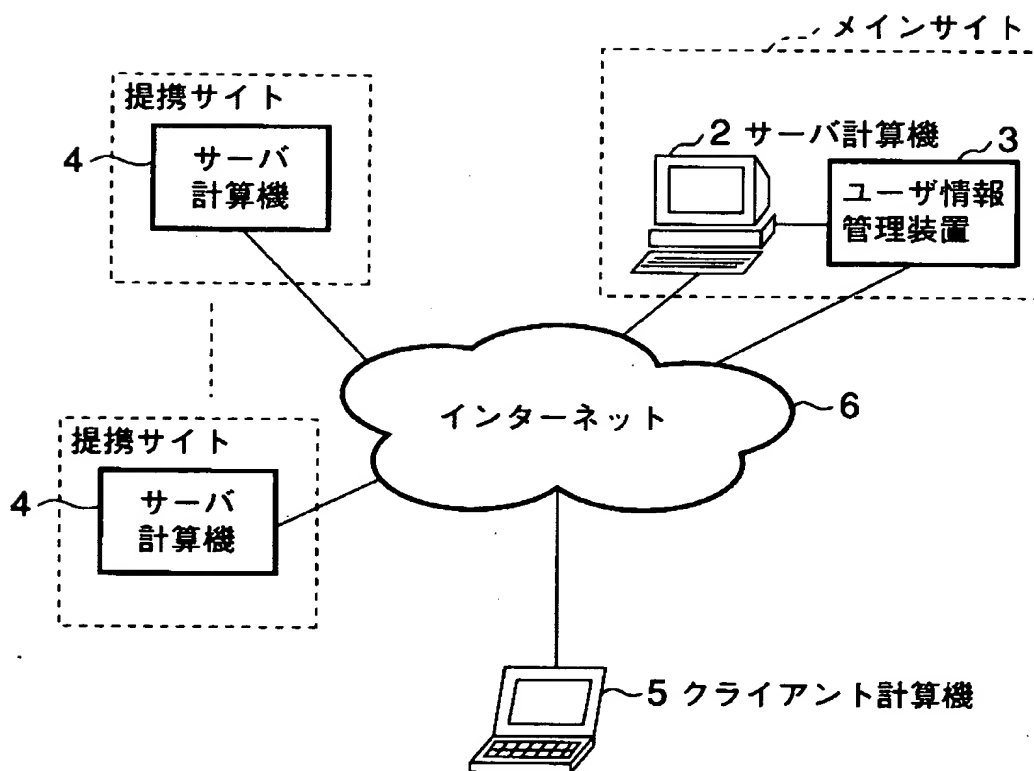 メインサイト
提携サイト
4 サーバ
計算機
2 サーバ計算機
3
ユーザ情報
管理装置
インターネット
6
提携サイト
4 サーバ
計算機
5 クライアント計算機